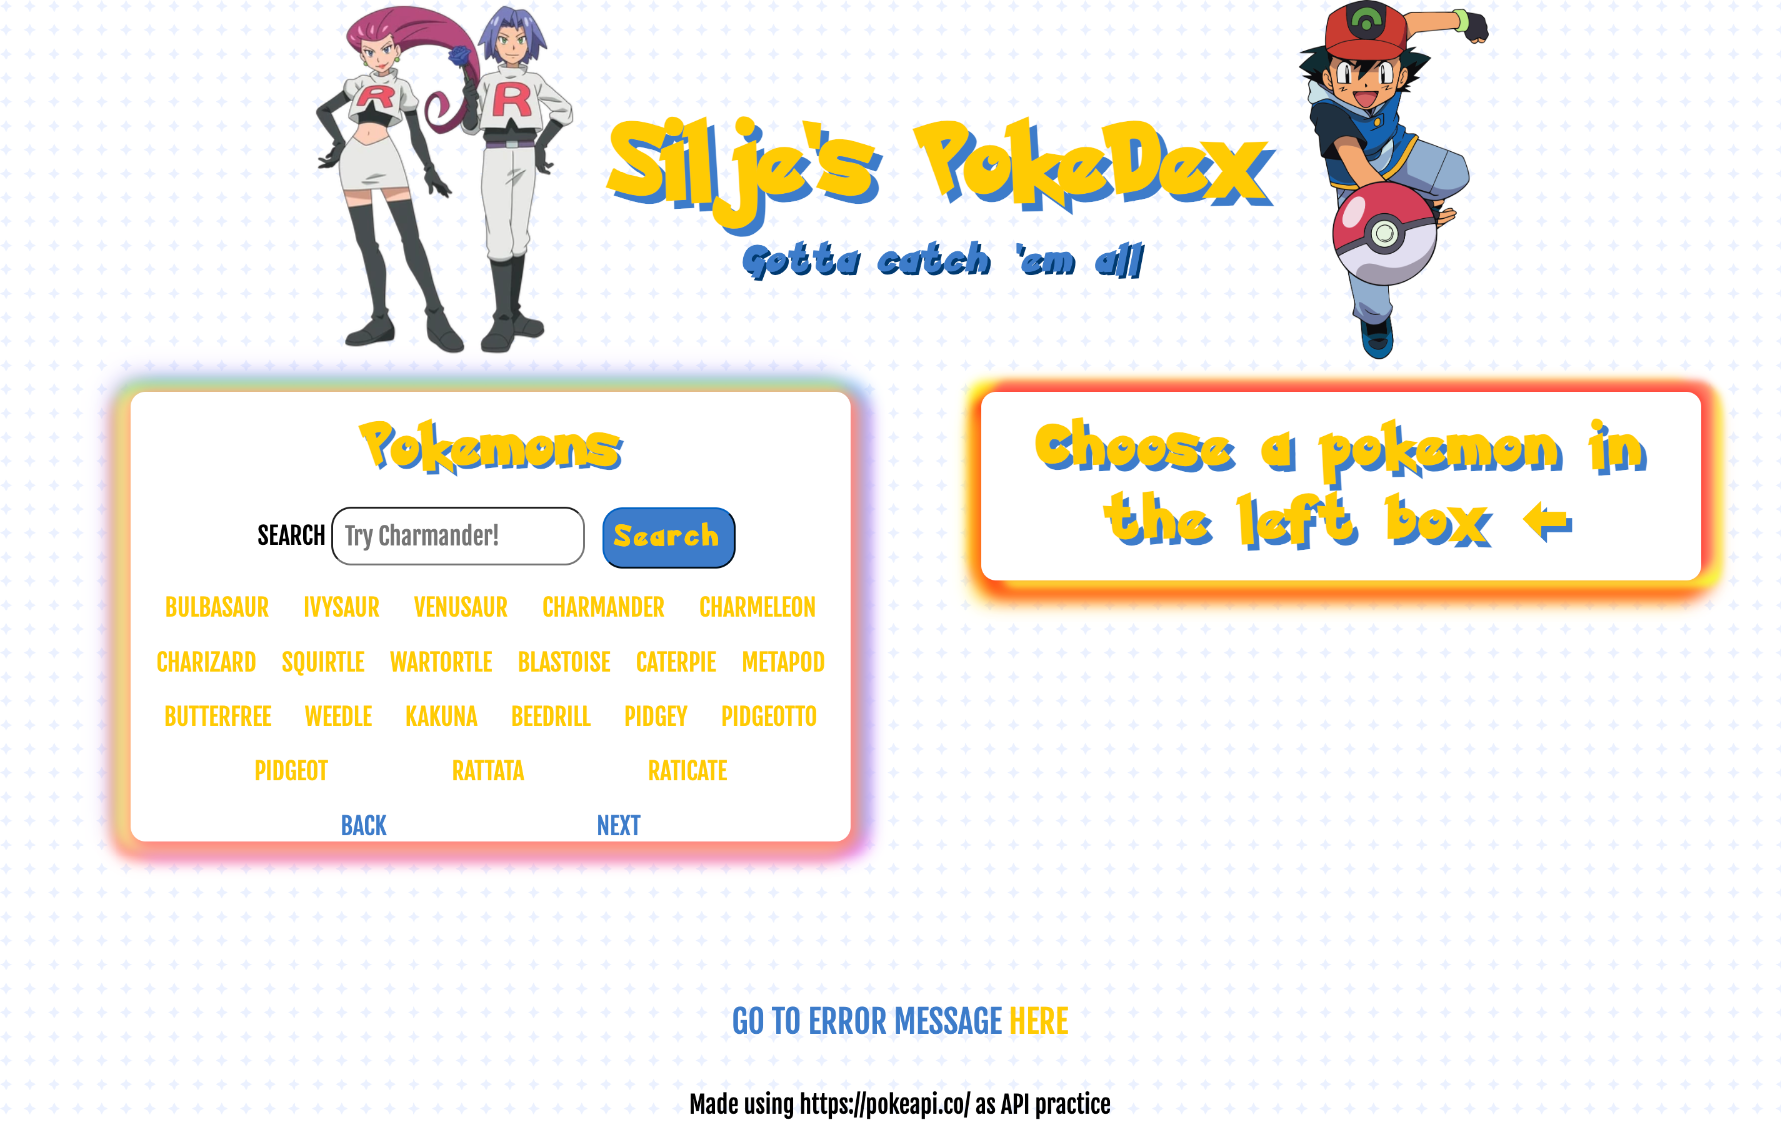 R R
Silje's PokeDex
Gotta catch 'em all
Pokemons
SEARCH Try Charmander! Search
BULBASAUR IVYSAUR VENUSAUR CHARMANDER CHARMELEON
CHARIZARD SQUIRTLE WARTORTLE BLASTOISE CATERPIE METAPOD
BUTTERFREE WEEDLE KAKUNA BEEDRILL PIDGEY PIDGEOTTO
PIDGEOT RATTATA RATICATE
BACK NEXT
Choose a pokemon in
the left box ←
GO TO ERROR MESSAGE HERE
Made using https://pokeapi.co/ as API practice